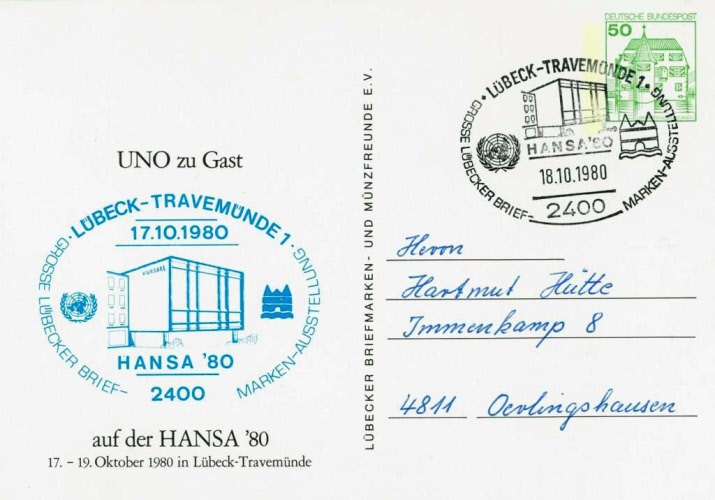 UNO zu Gast
LÜBECK-TRAVEMÜNDE 1
17.10.1980
GROSSE LÜBECKER BRIEF-
MARKEN-AUSSTELLUNG
KURSAAL
HANSA '80
2400
auf der HANSA '80
17. – 19. Oktober 1980 in Lübeck-Travemünde
LÜBECKER BRIEFMARKEN- UND MÜNZFREUNDE E.V.
DEUTSCHE BUNDESPOST
50
LÜBECK-TRAVEMÜNDE 1
GROSSE LÜBECKER BRIEF-
MARKEN-AUSSTELLUNG
HANSA '80
18.10.1980
2400
Herrn
Hartmut Hütte
Immenkamp 8
4811 Oerlingshausen